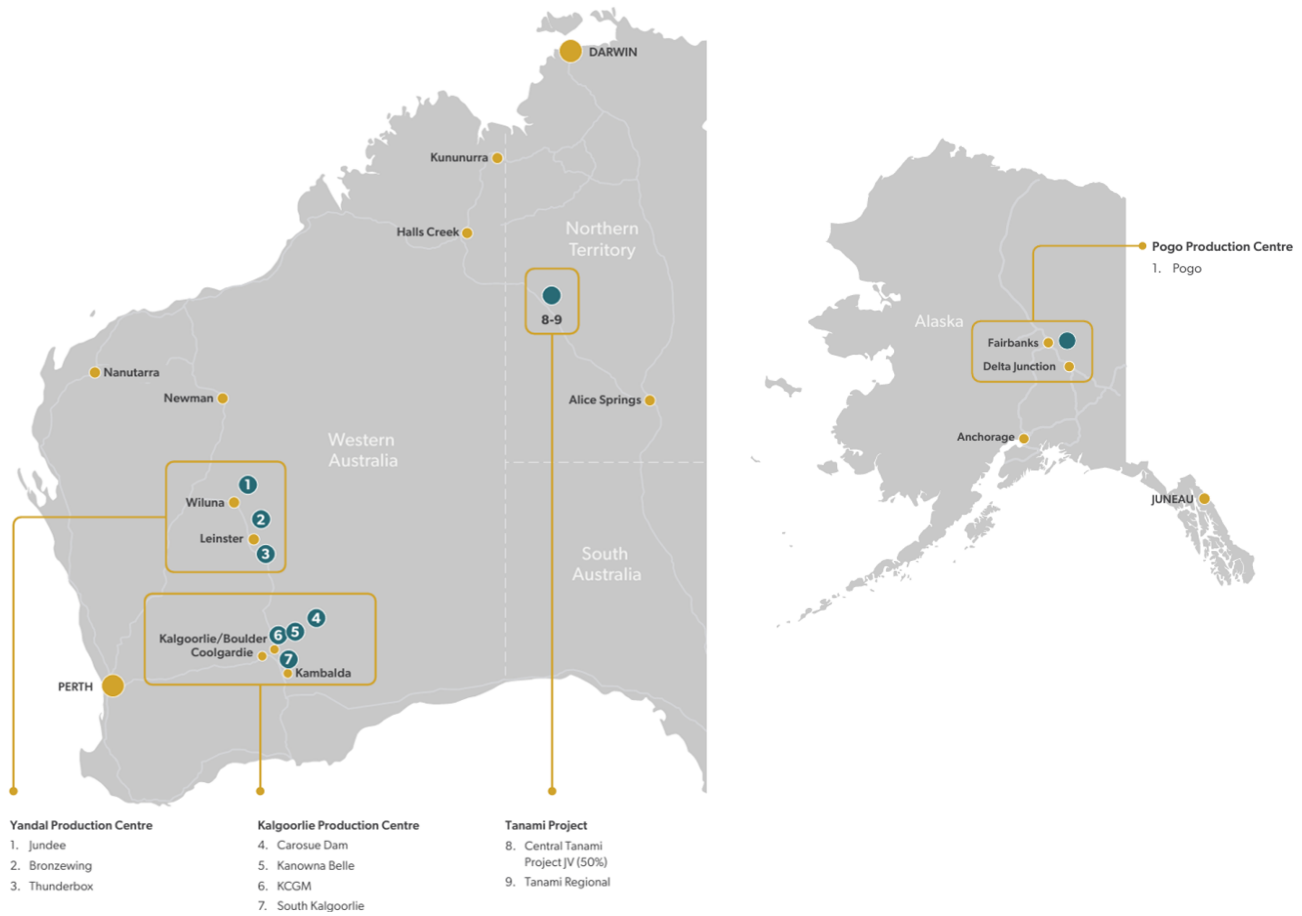 DARWIN
Kununurra
Halls Creek
Northern
Territory
8-9
Nanutarra
Newman
Alice Springs
Western
Australia
1
Wiluna
2
Leinster
3
South
Australia
4
5
6
Kalgoorlie/Boulder
Coolgardie
7
Kambalda
PERTH
Yandal Production Centre
1. Jundee
2. Bronzewing
3. Thunderbox
Kalgoorlie Production Centre
4. Carosue Dam
5. Kanowna Belle
6. KCGM
7. South Kalgoorlie
Tanami Project
8. Central Tanami
Project JV (50%)
9. Tanami Regional
Pogo Production Centre
1. Pogo
Alaska
Fairbanks
Delta Junction
Anchorage
JUNEAU